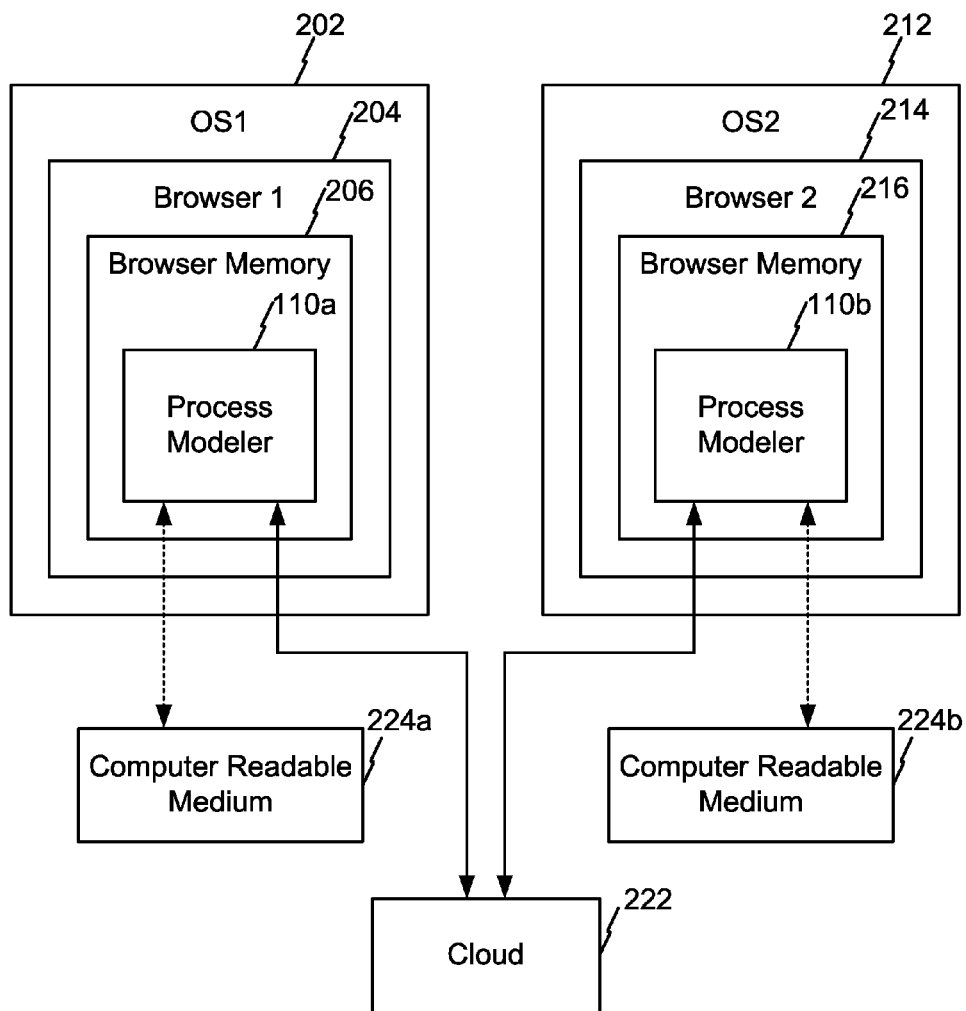 202
212
OS1
OS2
204
214
Browser 1
Browser 2
206
216
Browser Memory
Browser Memory
110a
110b
Process
Modeler
Process
Modeler
224a
224b
Computer Readable
Medium
Computer Readable
Medium
222
Cloud